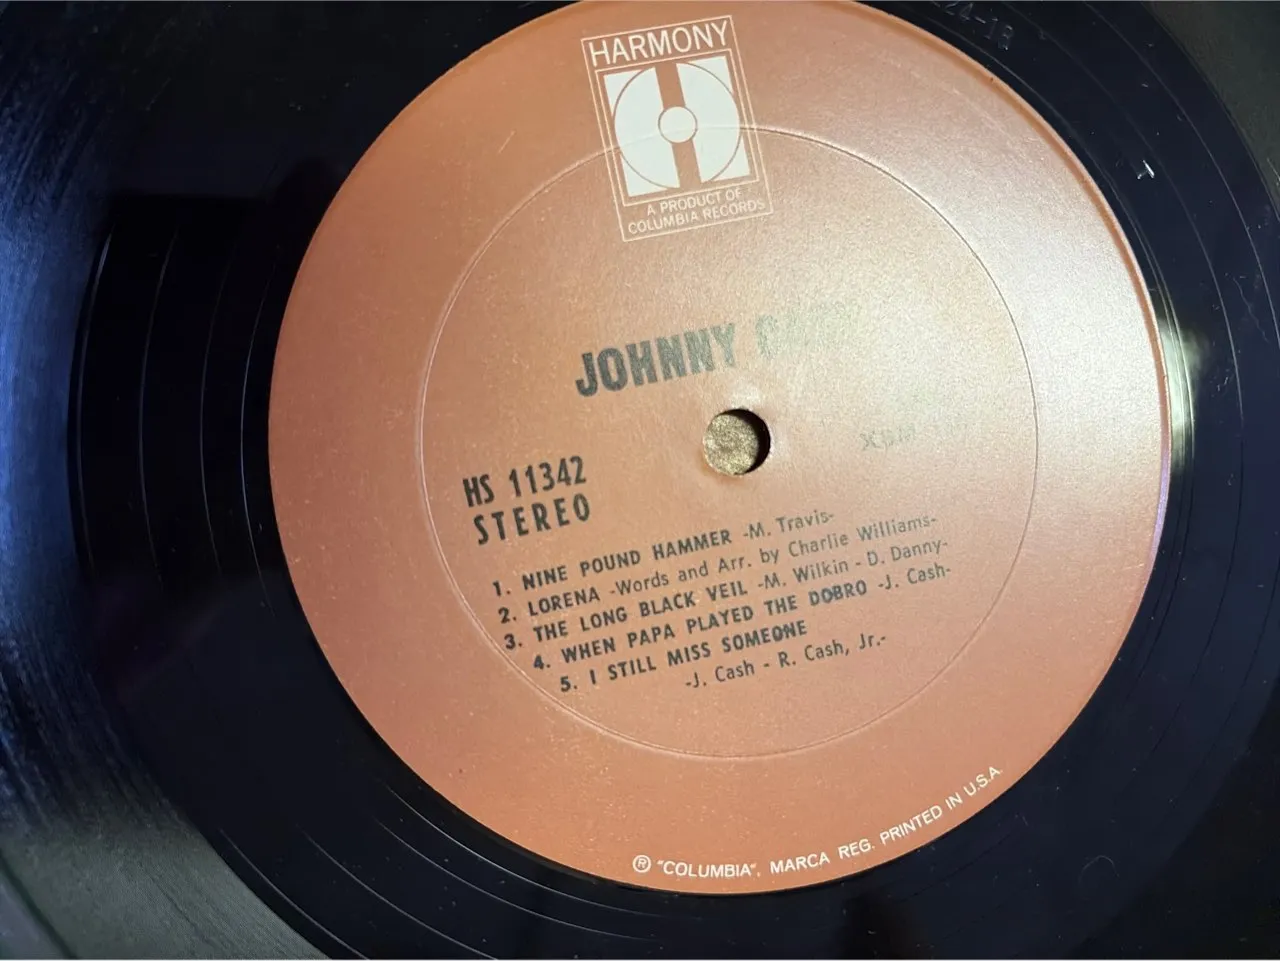 HARMONY
A PRODUCT OF
COLUMBIA RECORDS
JOHNNY CASH
HS 11342
STEREO
1. NINE POUND HAMMER -M. Travis-
2. LORENA -Words and Arr. by Charlie Williams-
3. THE LONG BLACK VEIL -M. Wilkin - D. Danny-
4. WHEN PAPA PLAYED THE DOBRO -J. Cash-
5. I STILL MISS SOMEONE
-J. Cash - R. Cash, Jr.-
® "COLUMBIA", MARCA REG. PRINTED IN U.S.A.